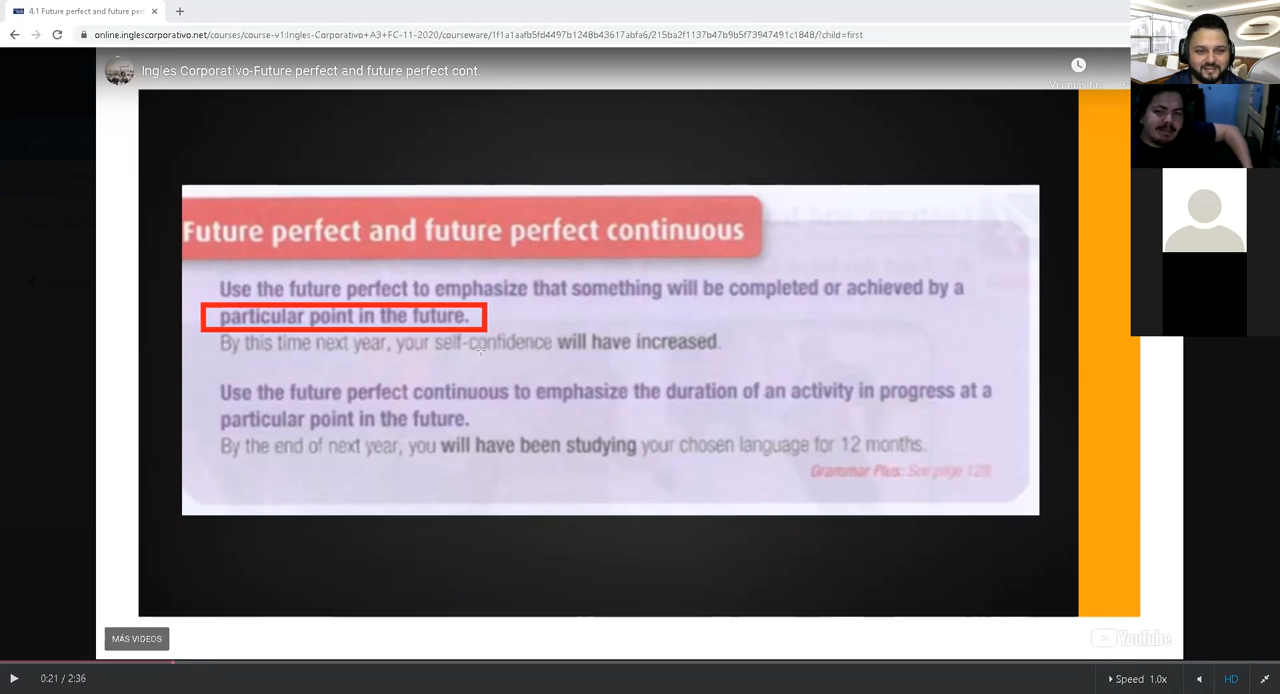 4.1 Future perfect and future per
online.inglescorporativo.net/courses/course-v1:Ingles-Corporativo+A3+FC-11-2020/courseware/1f1a1aafb5fd4497b1248b43617abfa6/215ba2f1137b47b9b5f73947491c1848/?child=first
Ingles Corporativo-Future perfect and future perfect cont.
Ver más ta...
Future perfect and future perfect continuous
Use the future perfect to emphasize that something will be completed or achieved by a
particular point in the future.
By this time next year, your self-confidence will have increased.
Use the future perfect continuous to emphasize the duration of an activity in progress at a
particular point in the future.
By the end of next year, you will have been studying your chosen language for 12 months.
Grammar Plus: See page 128
MÁS VIDEOS
YouTube
0:21 / 2:36
Speed 1.0x
HD